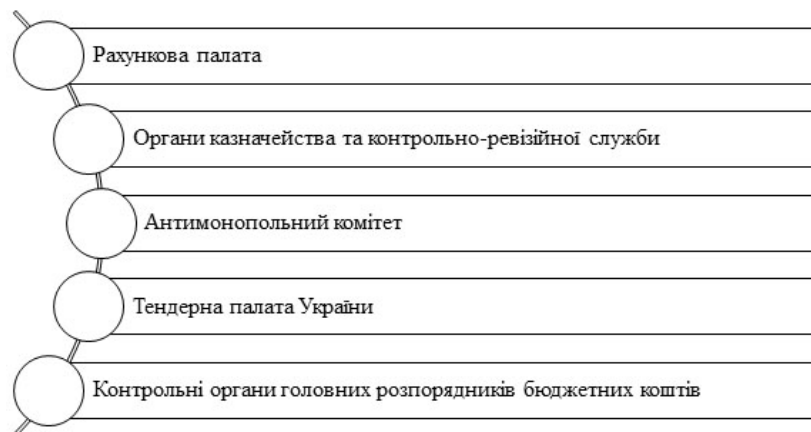 Рахункова палата
Органи казначейства та контрольно-ревізійної служби
Антимонопольний комітет
Тендерна палата України
Контрольні органи головних розпорядників бюджетних коштів